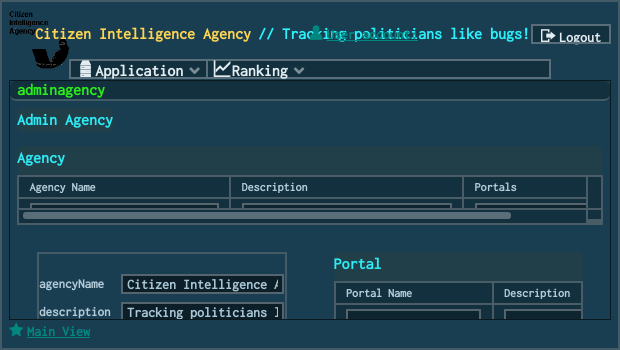 Citizen
Intelligence
Agency
Citizen Intelligence Agency // Tracking politicians like bugs!
Logout
Application
Ranking
adminagency
Admin Agency
Agency
Agency Name
Description
Portals
agencyName
Citizen Intelligence
description
Tracking politicians
Portal
Portal Name
Description
Main View